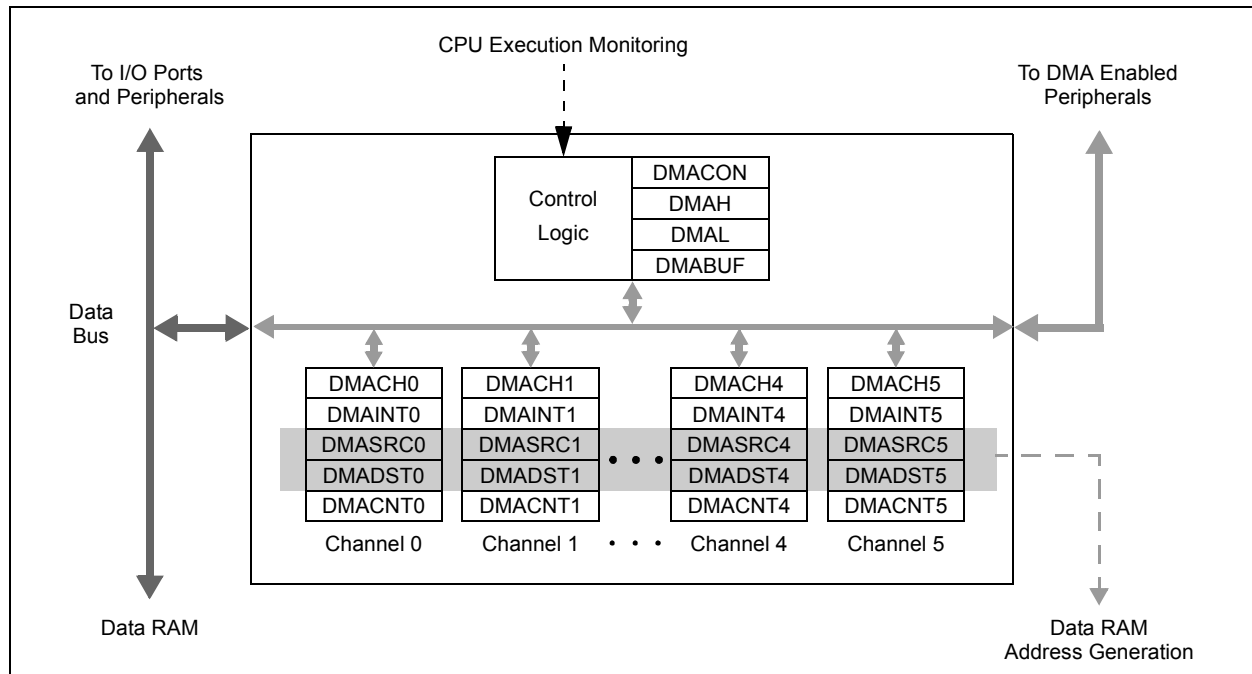 CPU Execution Monitoring
To I/O Ports
and Peripherals
To DMA Enabled
Peripherals
Control
Logic
DMACON
DMAH
DMAL
DMABUF
Data
Bus
DMACH0
DMAINT0
DMASRC0
DMADST0
DMACNT0
Channel 0
DMACH1
DMAINT1
DMASRC1
DMADST1
DMACNT1
Channel 1
DMACH4
DMAINT4
DMASRC4
DMADST4
DMACNT4
Channel 4
DMACH5
DMAINT5
DMASRC5
DMADST5
DMACNT5
Channel 5
Data RAM
Data RAM
Address Generation